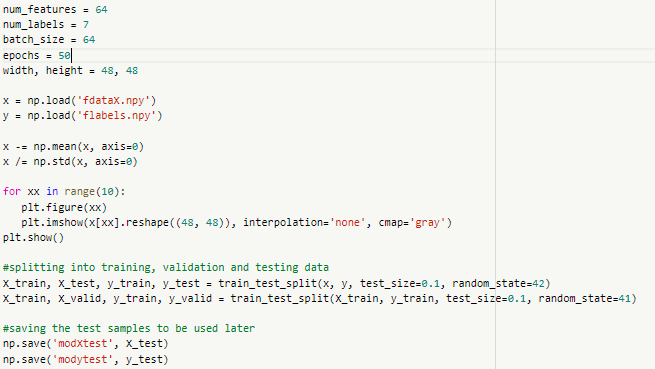 num_features = 64
num_labels = 7
batch_size = 64
epochs = 50
width, height = 48, 48
x = np.load('fdataX.npy')
y = np.load('flabels.npy')
x -= np.mean(x, axis=0)
x /= np.std(x, axis=0)
for xx in range(10):
plt.figure(xx)
plt.imshow(x[xx].reshape((48, 48)), interpolation='none', cmap='gray')
plt.show()
#splitting into training, validation and testing data
X_train, X_test, y_train, y_test = train_test_split(x, y, test_size=0.1, random_state=42)
X_train, X_valid, y_train, y_valid = train_test_split(X_train, y_train, test_size=0.1, random_state=41)
#saving the test samples to be used later
np.save('modXtest', X_test)
np.save('modytest', y_test)